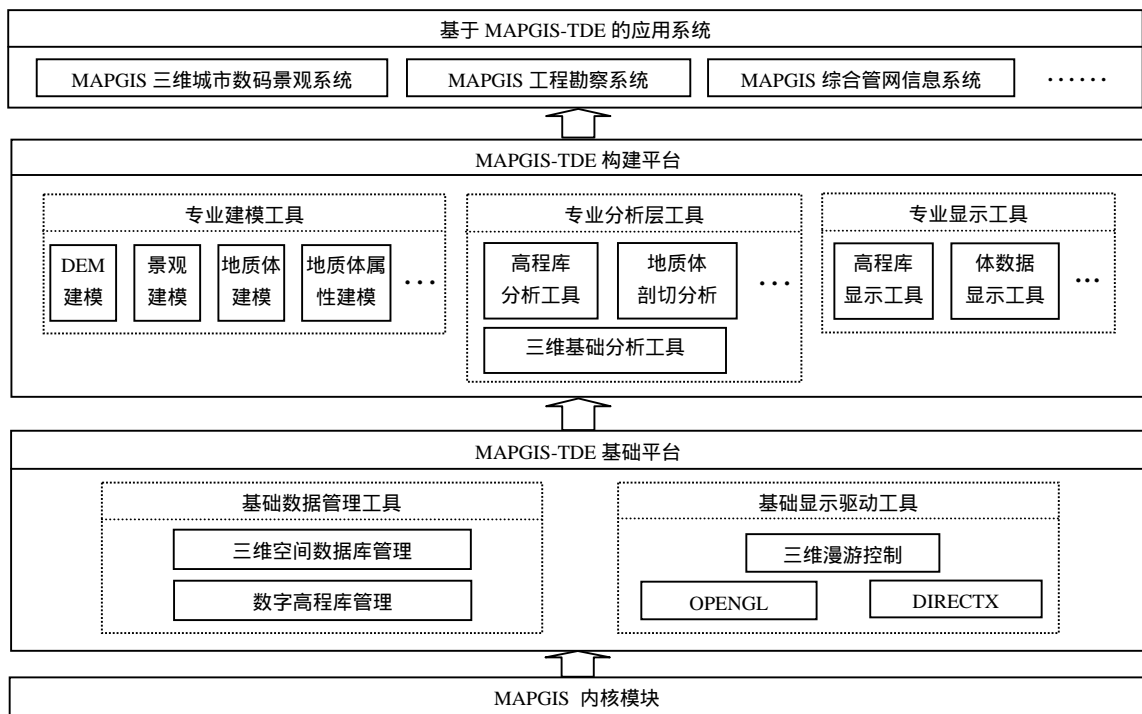 基于 MAPGIS-TDE 的应用系统
MAPGIS 三维城市数码景观系统
MAPGIS 工程勘察系统
MAPGIS 综合管网信息系统
……
MAPGIS-TDE 构建平台
专业建模工具
DEM
建模
景观
建模
地质体
建模
地质体属
性建模
…
专业分析层工具
高程库
分析工具
地质体
剖切分析
…
三维基础分析工具
专业显示工具
高程库
显示工具
体数据
显示工具
…
MAPGIS-TDE 基础平台
基础数据管理工具
三维空间数据库管理
数字高程库管理
基础显示驱动工具
三维漫游控制
OPENGL
DIRECTX
MAPGIS 内核模块